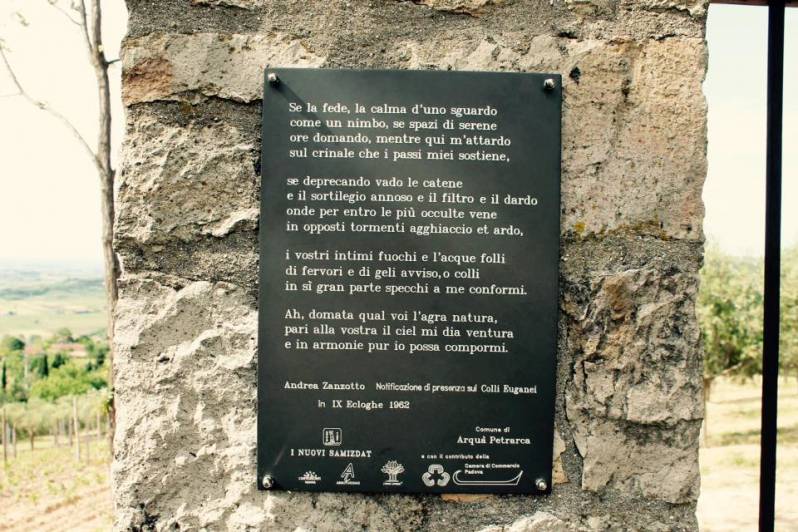 Se la fede, la calma d'uno sguardo
come un nimbo, se spazi di serene
ore domando, mentre qui m'attardo
sul crinale che i passi miei sostiene,
se deprecando vado le catene
e il sortilegio annoso e il filtro e il dardo
onde per entro le più occulte vene
in opposti tormenti agghiaccio et ardo,
i vostri intimi fuochi e l'acque folli
di fervori e di geli avviso, o colli
in sì gran parte specchi a me conformi.
Ah, domata qual voi l'agra natura,
pari alla vostra il ciel mi dia ventura
e in armonie pur io possa compormi.
Andrea Zanzotto Notificazione di presenza sui Colli Euganei
in IX Ecloghe 1962
I NUOVI SAMIZDAT
Comune di
Arquà Petrarca
e con il contributo della
Camera di Commercio
Padova